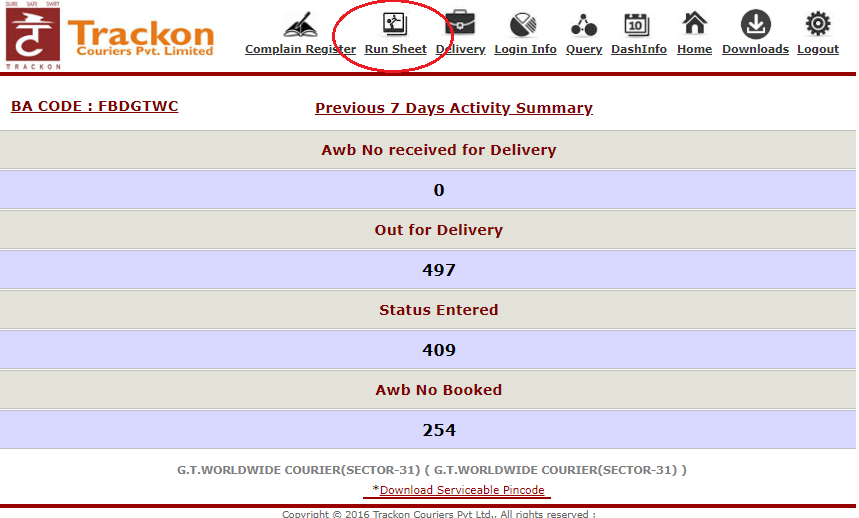 SURE SAFE SWIFT
TRACKON
Trackon
Couriers Pvt. Limited
Complain Register Run Sheet Delivery Login Info Query DashInfo Home Downloads Logout
10
BA CODE : FBDGTWC
Previous 7 Days Activity Summary
Awb No received for Delivery
0
Out for Delivery
497
Status Entered
409
Awb No Booked
254
G.T.WORLDWIDE COURIER(SECTOR-31) ( G.T.WORLDWIDE COURIER(SECTOR-31) )
*Download Serviceable Pincode
Copyright © 2016 Trackon Couriers Pvt Ltd., All rights reserved :